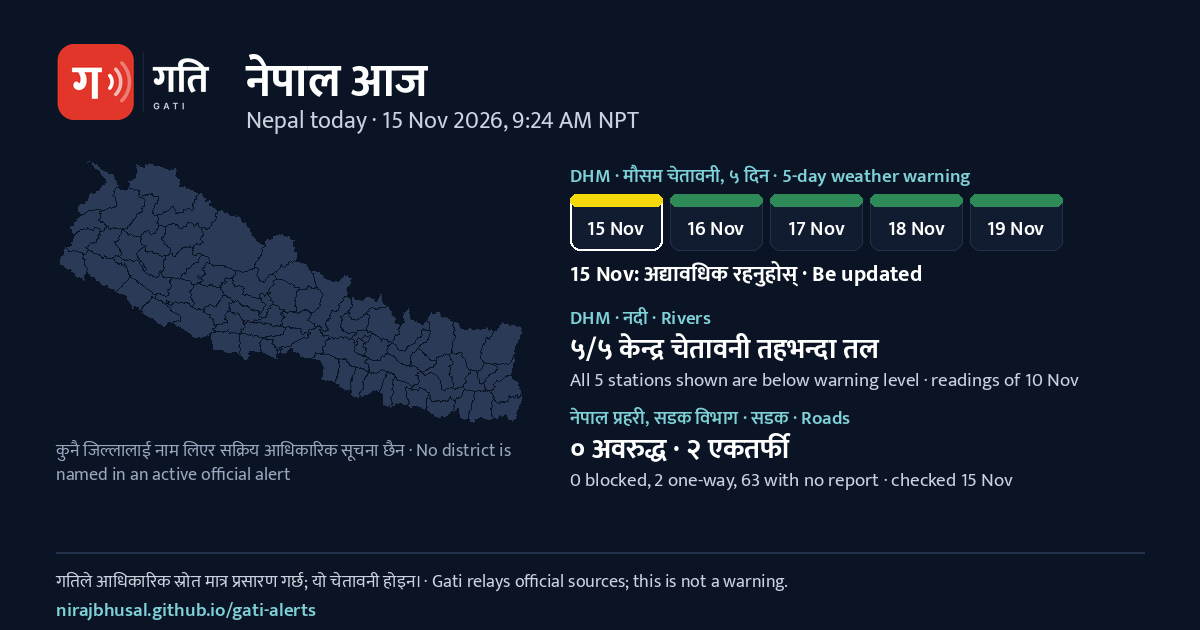 ग
गति
GATI
नेपाल आज
Nepal today · 15 Nov 2026, 9:24 AM NPT
DHM · मौसम चेतावनी, ५ दिन · 5-day weather warning
15 Nov 16 Nov 17 Nov 18 Nov 19 Nov
15 Nov: अद्यावधिक रहनुहोस् · Be updated
DHM · नदी · Rivers
५/५ केन्द्र चेतावनी तहभन्दा तल
All 5 stations shown are below warning level · readings of 10 Nov
नेपाल प्रहरी, सडक विभाग · सडक · Roads
० अवरुद्ध · २ एकतर्फी
0 blocked, 2 one-way, 63 with no report · checked 15 Nov
कुनै जिल्लालाई नाम लिएर सक्रिय आधिकारिक सूचना छैन · No district is
named in an active official alert
गतिले आधिकारिक स्रोत मात्र प्रसारण गर्छ; यो चेतावनी होइन। · Gati relays official sources; this is not a warning.
nirajbhusal.github.io/gati-alerts